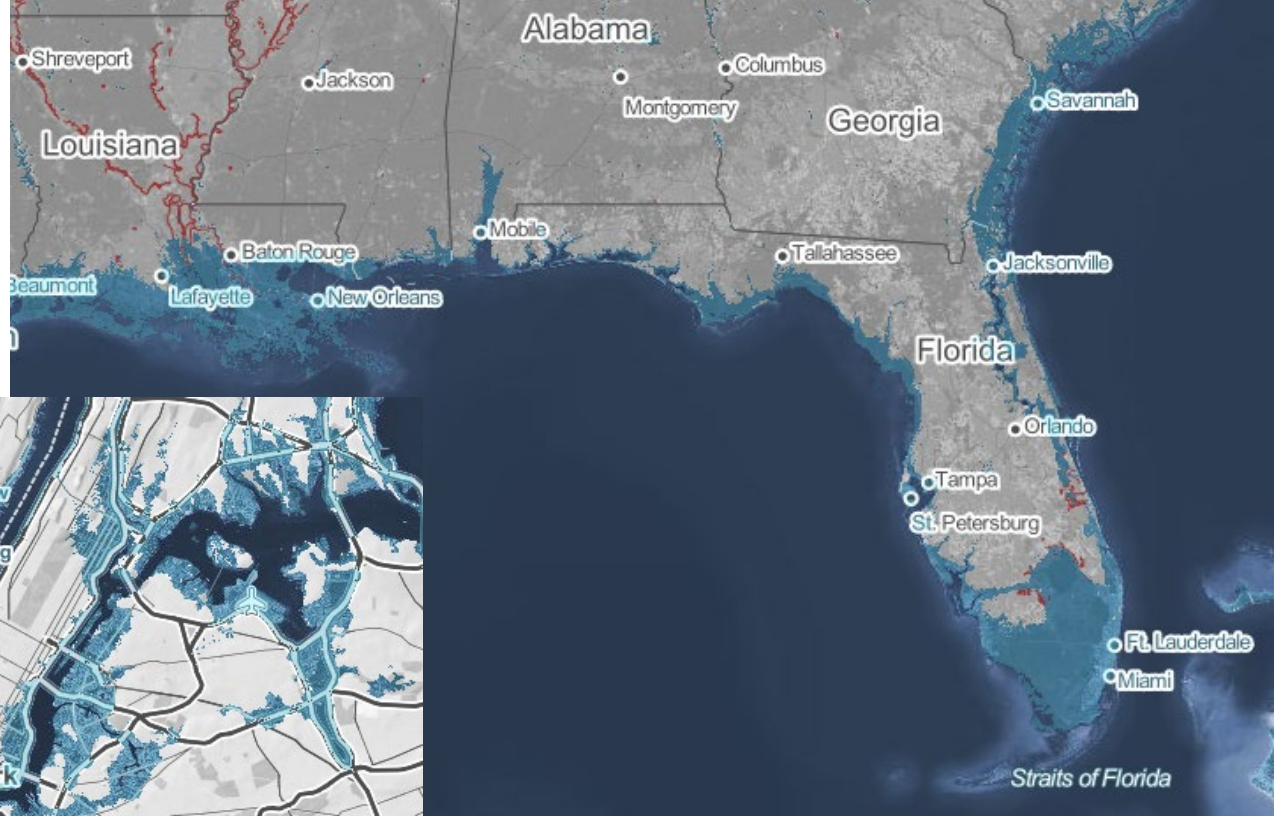 Alabama
Shreveport
Columbus
Jackson
Montgomery
Savannah
Georgia
Louisiana
Mobile
Baton Rouge
Tallahassee
Jacksonville
Beaumont
Lafayette
New Orleans
Florida
Orlando
Tampa
St. Petersburg
Ft. Lauderdale
Miami
Straits of Florida